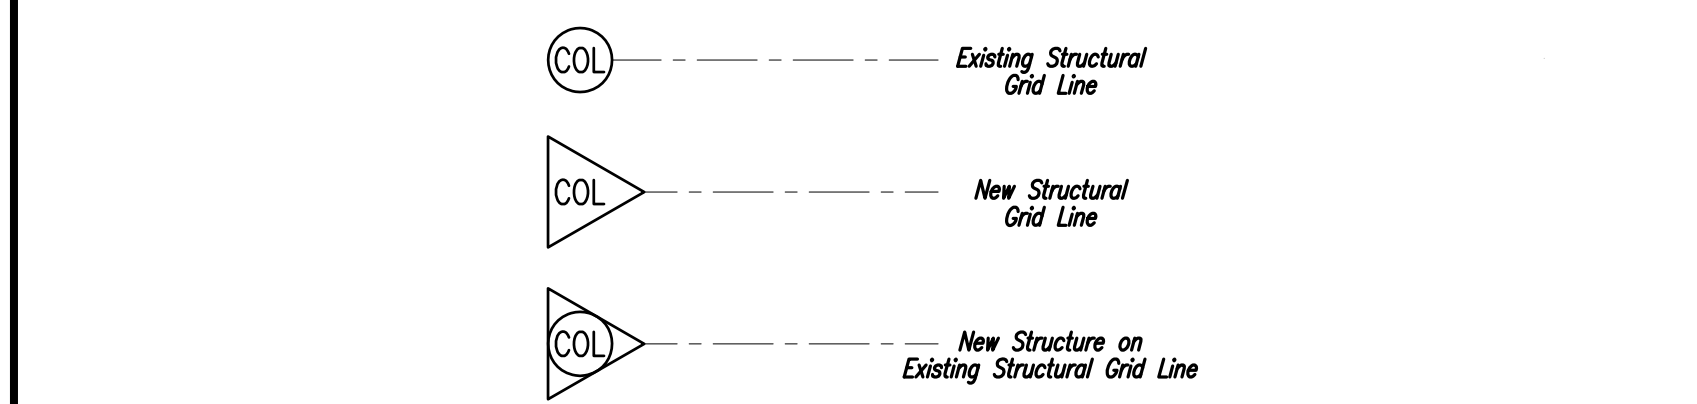 COL
Existing Structural
Grid Line
COL
New Structural
Grid Line
COL
New Structure on
Existing Structural Grid Line